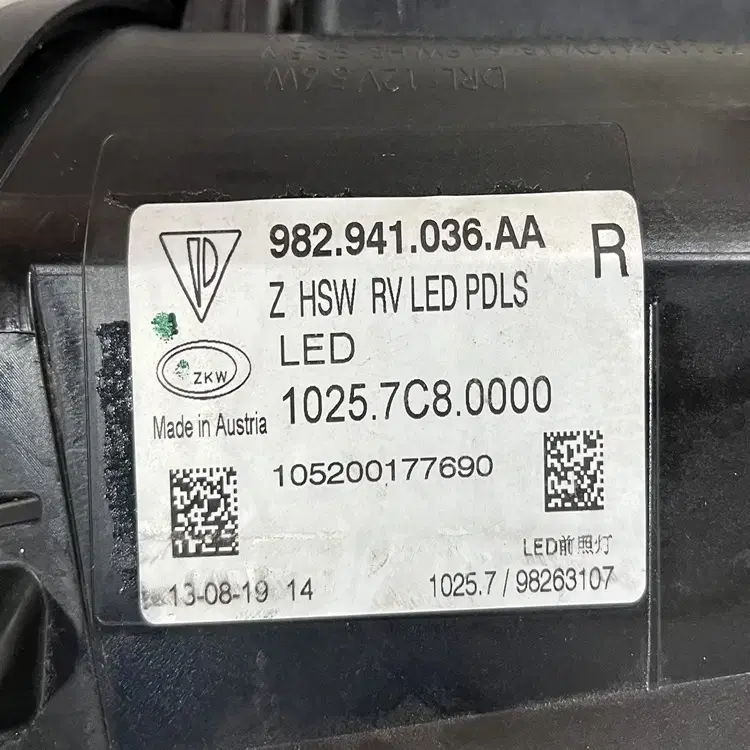 DRL: 12V 5.6W
982.941.036.AA
R
Z HSW RV LED PDLS
LED
ZKW
1025.7C8.0000
Made in Austria
105200177690
LED前照灯
13-08-19 14
1025.7 / 98263107